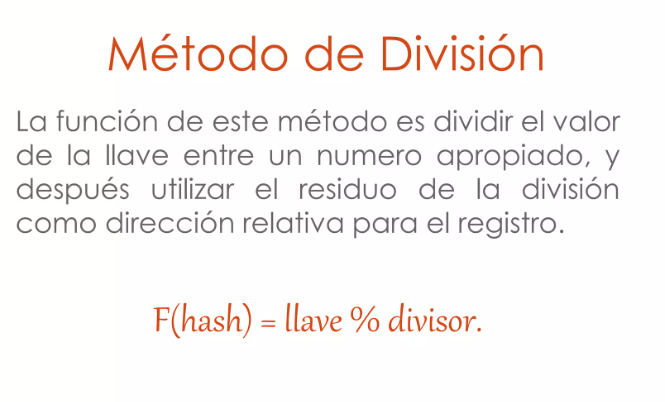 Método de División
La función de este método es dividir el valor
de la llave entre un numero apropiado, y
después utilizar el residuo de la división
como dirección relativa para el registro.
F(hash) = llave % divisor.